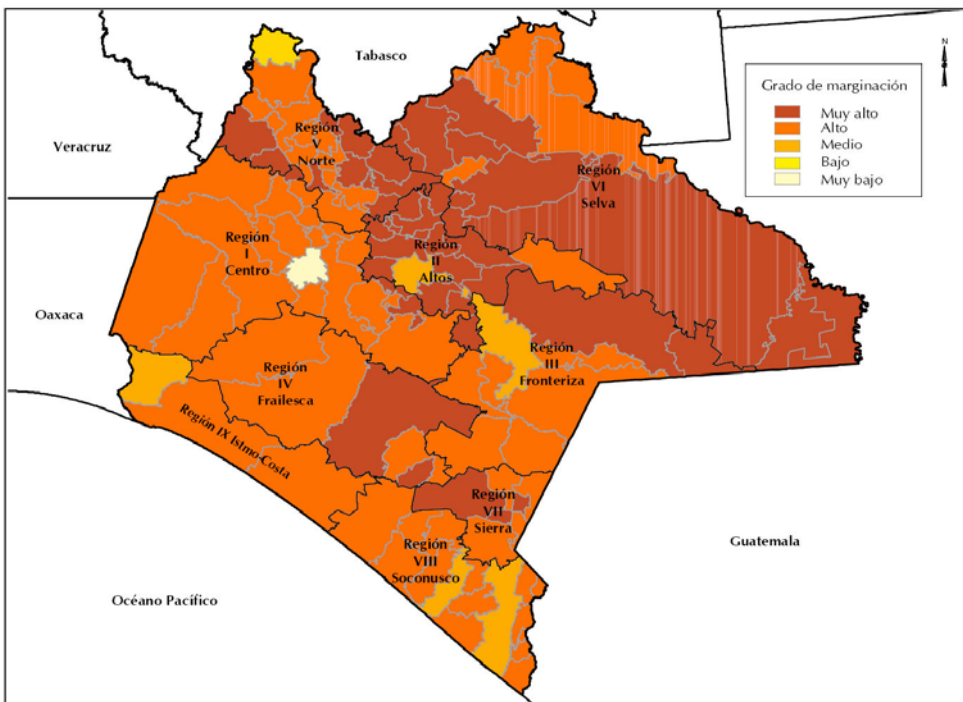 Tabasco
N
Grado de marginación
Muy alto
Alto
Medio
Bajo
Muy bajo
Veracruz
Región
V
Norte
Región
VI
Selva
Región
I
Centro
Región
II
Altos
Oaxaca
Región
III
Fronteriza
Región
IV
Frailesca
Región IX Istmo-Costa
Región
VII
Sierra
Región
VIII
Soconusco
Guatemala
Océano Pacífico